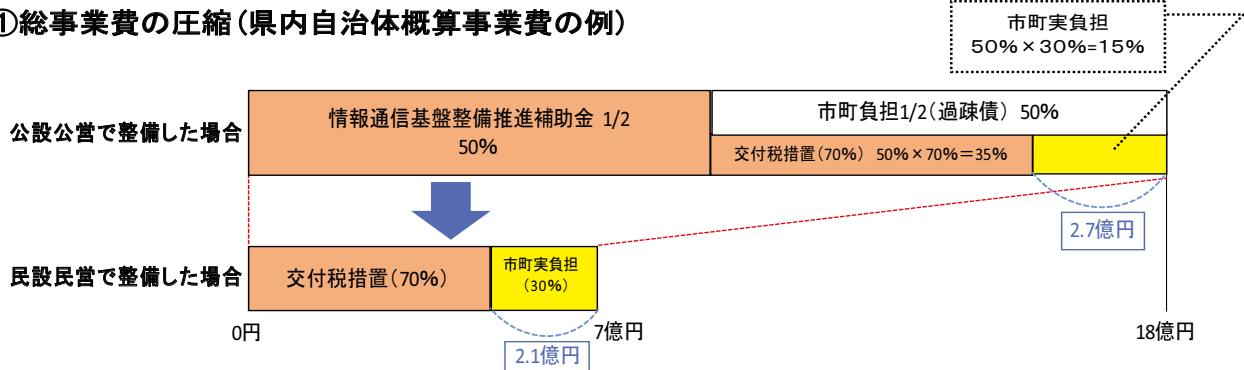 ①総事業費の圧縮(県内自治体概算事業費の例)
市町実負担
50%×30%=15%
公設公営で整備した場合
情報通信基盤整備推進補助金 1/2
50%
市町負担1/2(過疎債) 50%
交付税措置(70%) 50%×70%=35%
2.7億円
民設民営で整備した場合
交付税措置(70%)
市町実負担
(30%)
0円
7億円
18億円
2.1億円